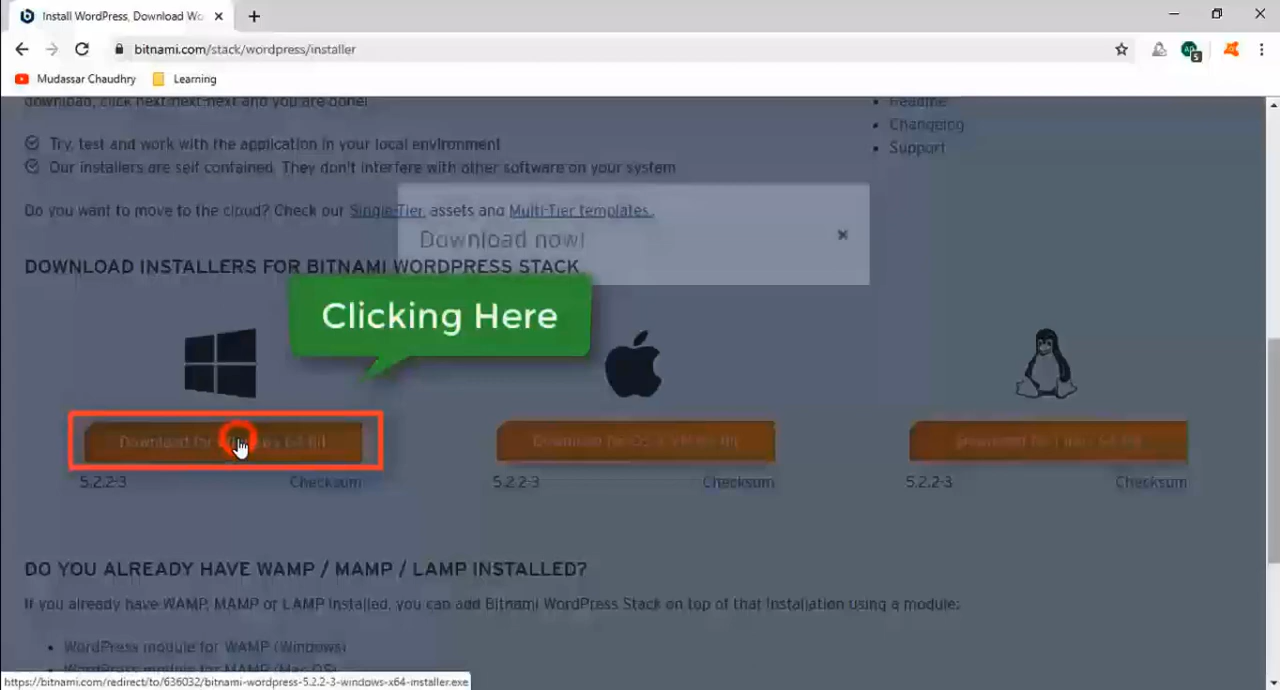 Install WordPress, Download Wo
bitnami.com/stack/wordpress/installer
Mudassar Chaudhry
Learning
download, click next-next-next and you are done!
Readme
Try, test and work with the application in your local environment
Changelog
Our installers are self contained. They don't interfere with other software on your system
Support
Do you want to move to the cloud? Check our Single-Tier assets and Multi-Tier templates.
Download now!
DOWNLOAD INSTALLERS FOR BITNAMI WORDPRESS STACK
Clicking Here
Download for
5.2.2-3 Checksum
5.2.2-3 Checksum
5.2.2-3 Checksum
DO YOU ALREADY HAVE WAMP / MAMP / LAMP INSTALLED?
If you already have WAMP, MAMP or LAMP installed, you can add Bitnami WordPress Stack on top of that installation using a module:
WordPress module for WAMP (Windows)
WordPress module for MAMP (Mac OS)
https://bitnami.com/redirect/to/636032/bitnami-wordpress-5.2.2-3-windows-x64-installer.exe